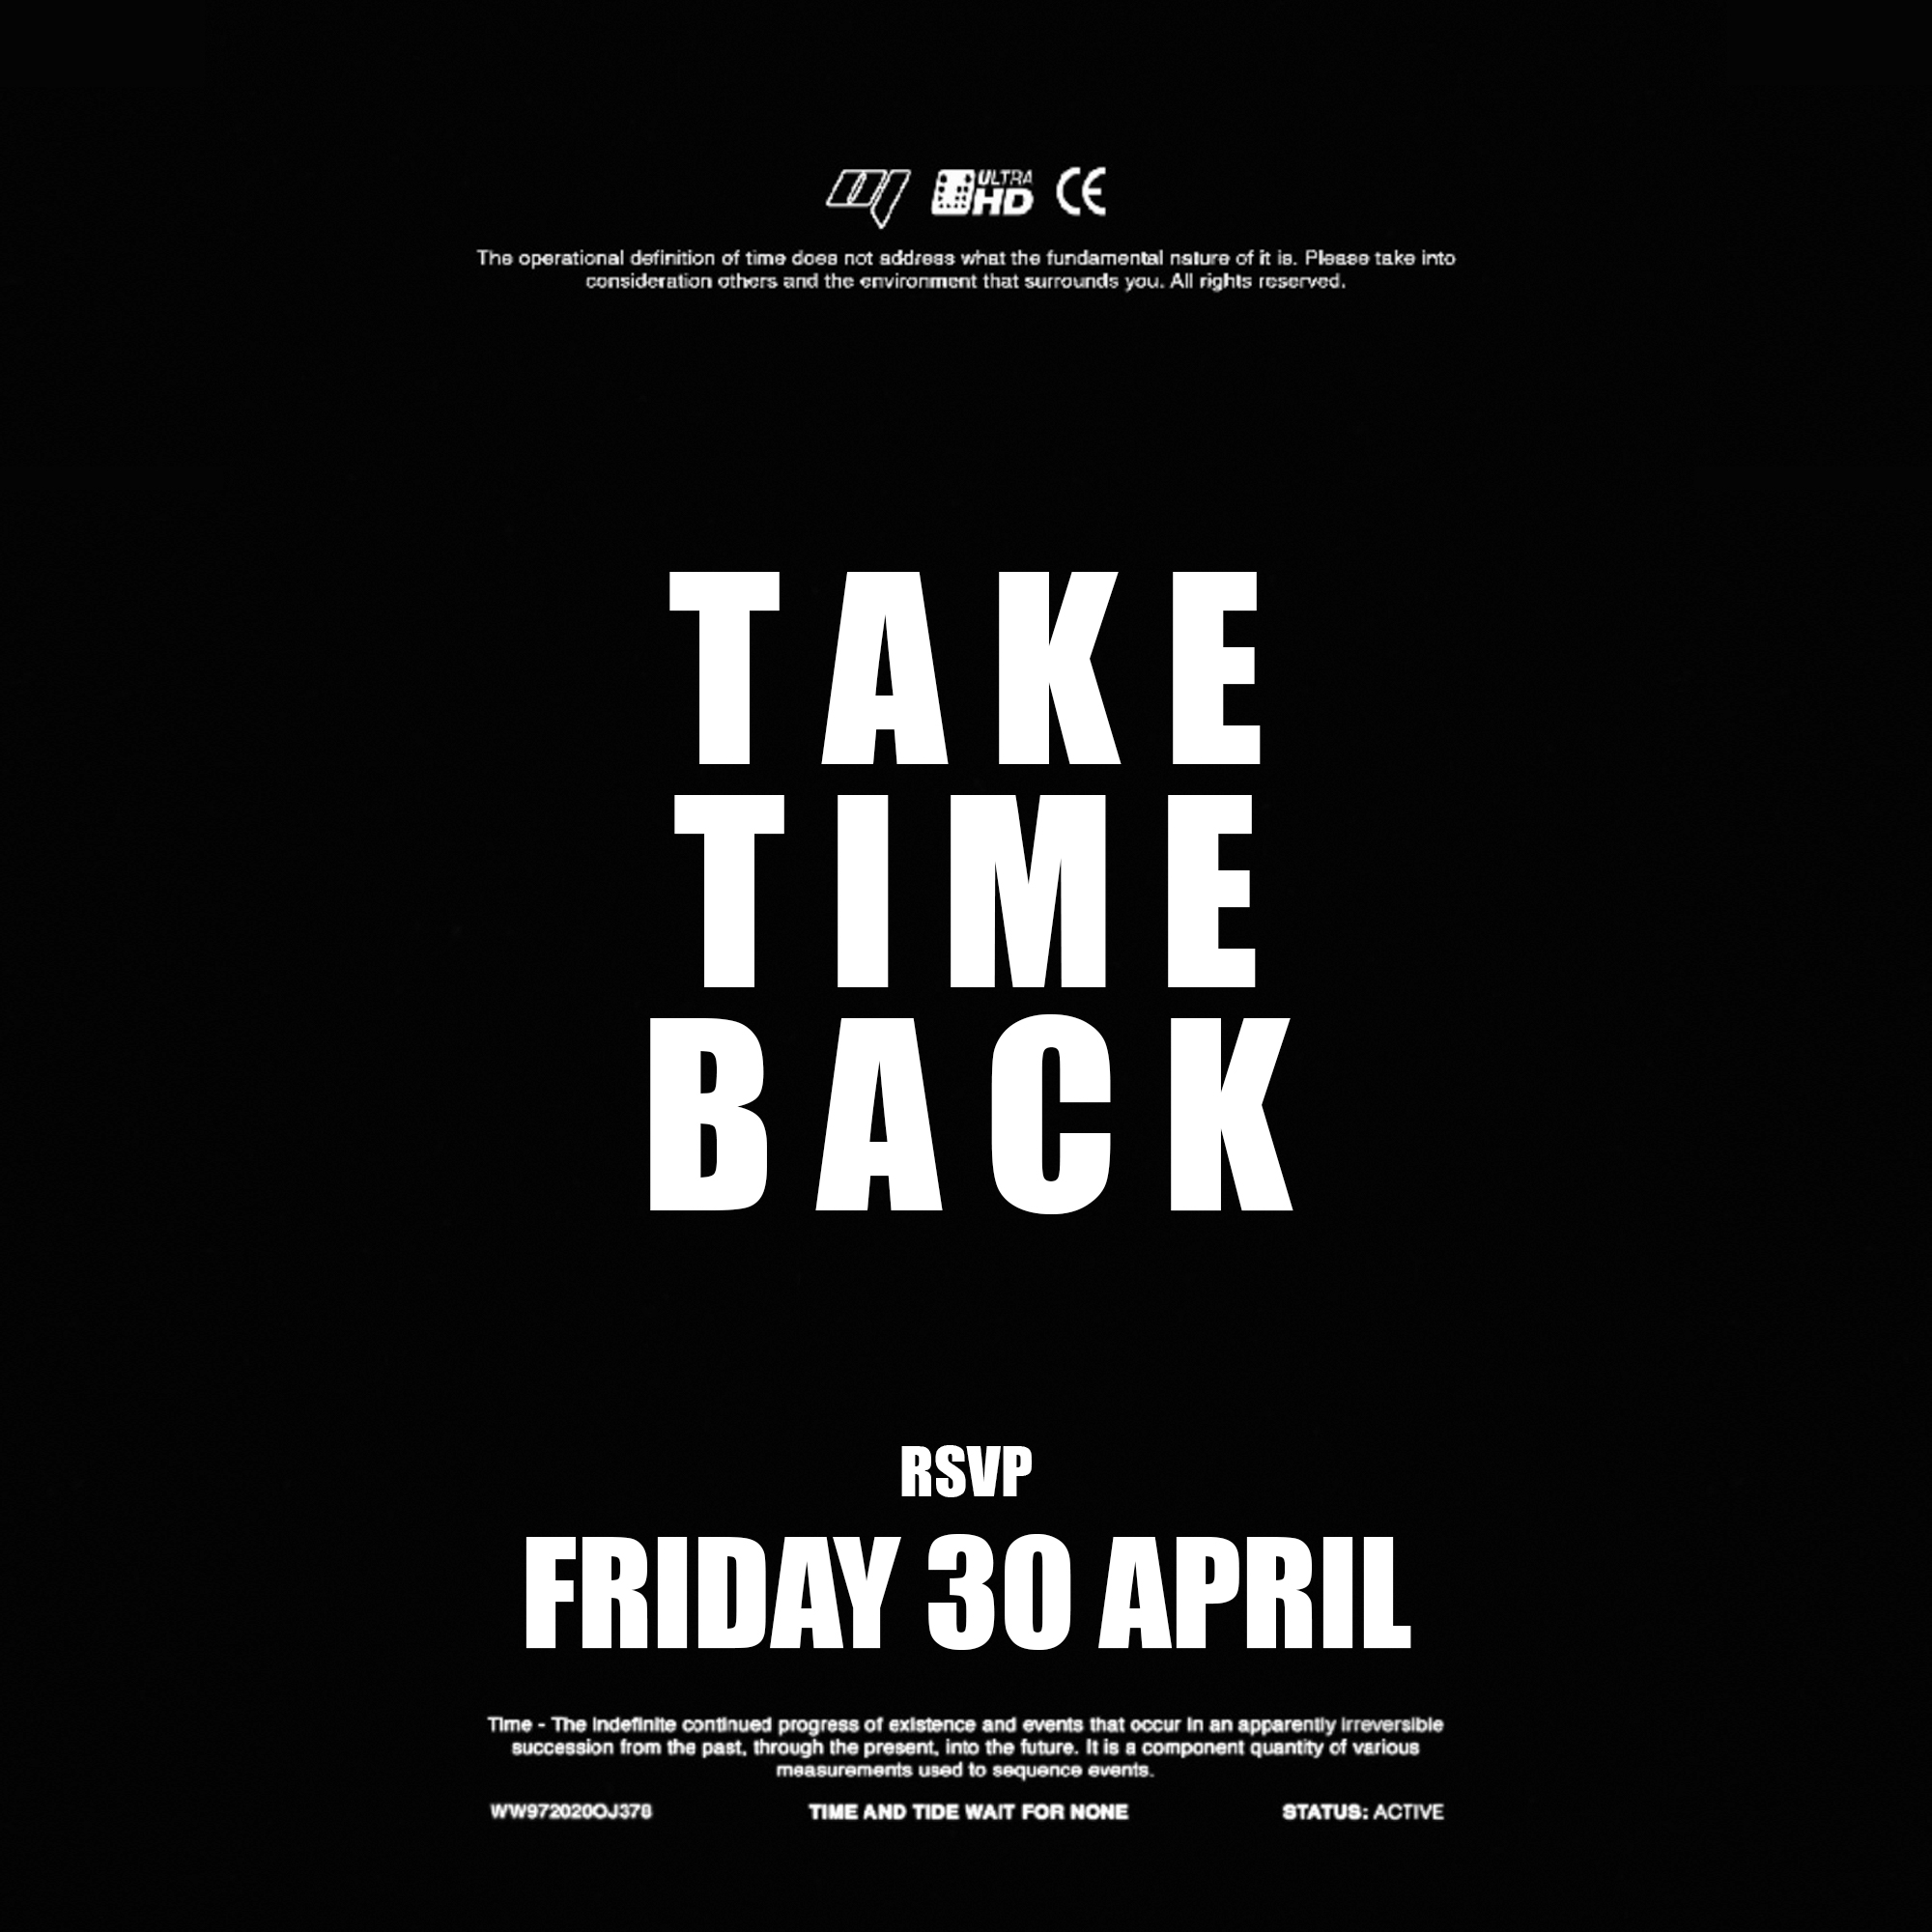 ULTRA
HD
CE
The operational definition of time does not address what the fundamental nature of it is. Please take into
consideration others and the environment that surrounds you. All rights reserved.
TAKE
TIME
BACK
RSVP
FRIDAY 30 APRIL
Time - The indefinite continued progress of existence and events that occur in an apparently irreversible
succession from the past, through the present, into the future. It is a component quantity of various
measurements used to sequence events.
WW972020OJ378 TIME AND TIDE WAIT FOR NONE STATUS: ACTIVE